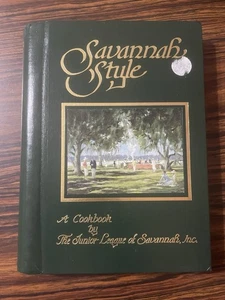 Savannah
Style
A Cookbook
by
The Junior League of Savannah, Inc.